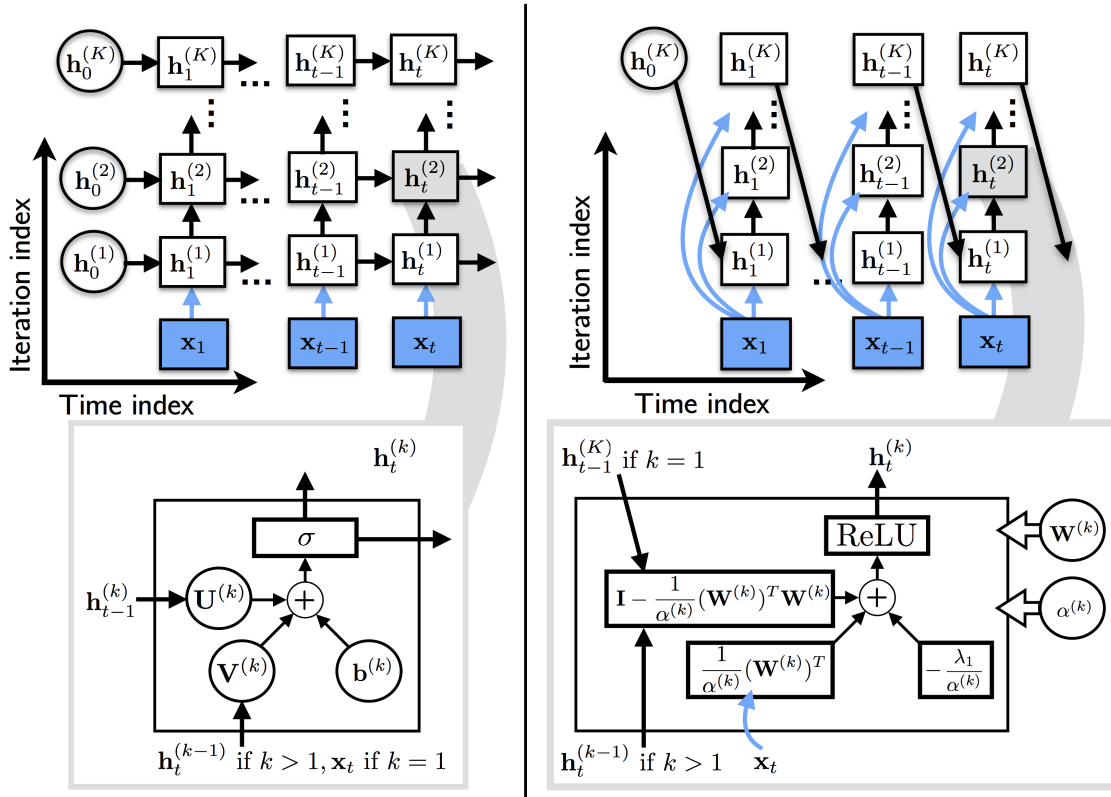 h_0^{(K)} h_1^{(K)} ... h_{t-1}^{(K)} h_t^{(K)}
... ... ...
h_0^{(2)} h_1^{(2)} ... h_{t-1}^{(2)} h_t^{(2)}
h_0^{(1)} h_1^{(1)} ... h_{t-1}^{(1)} h_t^{(1)}
x_1 x_{t-1} x_t
Iteration index
Time index
h_t^{(k)}
σ
h_{t-1}^{(k)} U^{(k)} +
V^{(k)} b^{(k)}
h_t^{(k-1)} if k > 1, x_t if k = 1
h_0^{(K)} h_1^{(K)} h_{t-1}^{(K)} h_t^{(K)}
... ... ...
h_1^{(2)} h_{t-1}^{(2)} h_t^{(2)}
h_1^{(1)} ... h_{t-1}^{(1)} h_t^{(1)}
x_1 x_{t-1} x_t
Iteration index
Time index
h_{t-1}^{(K)} if k = 1 h_t^{(k)}
ReLU W^{(k)}
I − \frac{1}{α^{(k)}}(W^{(k)})^T W^{(k)} + α^{(k)}
\frac{1}{α^{(k)}}(W^{(k)})^T −\frac{λ_1}{α^{(k)}}
h_t^{(k-1)} if k > 1 x_t